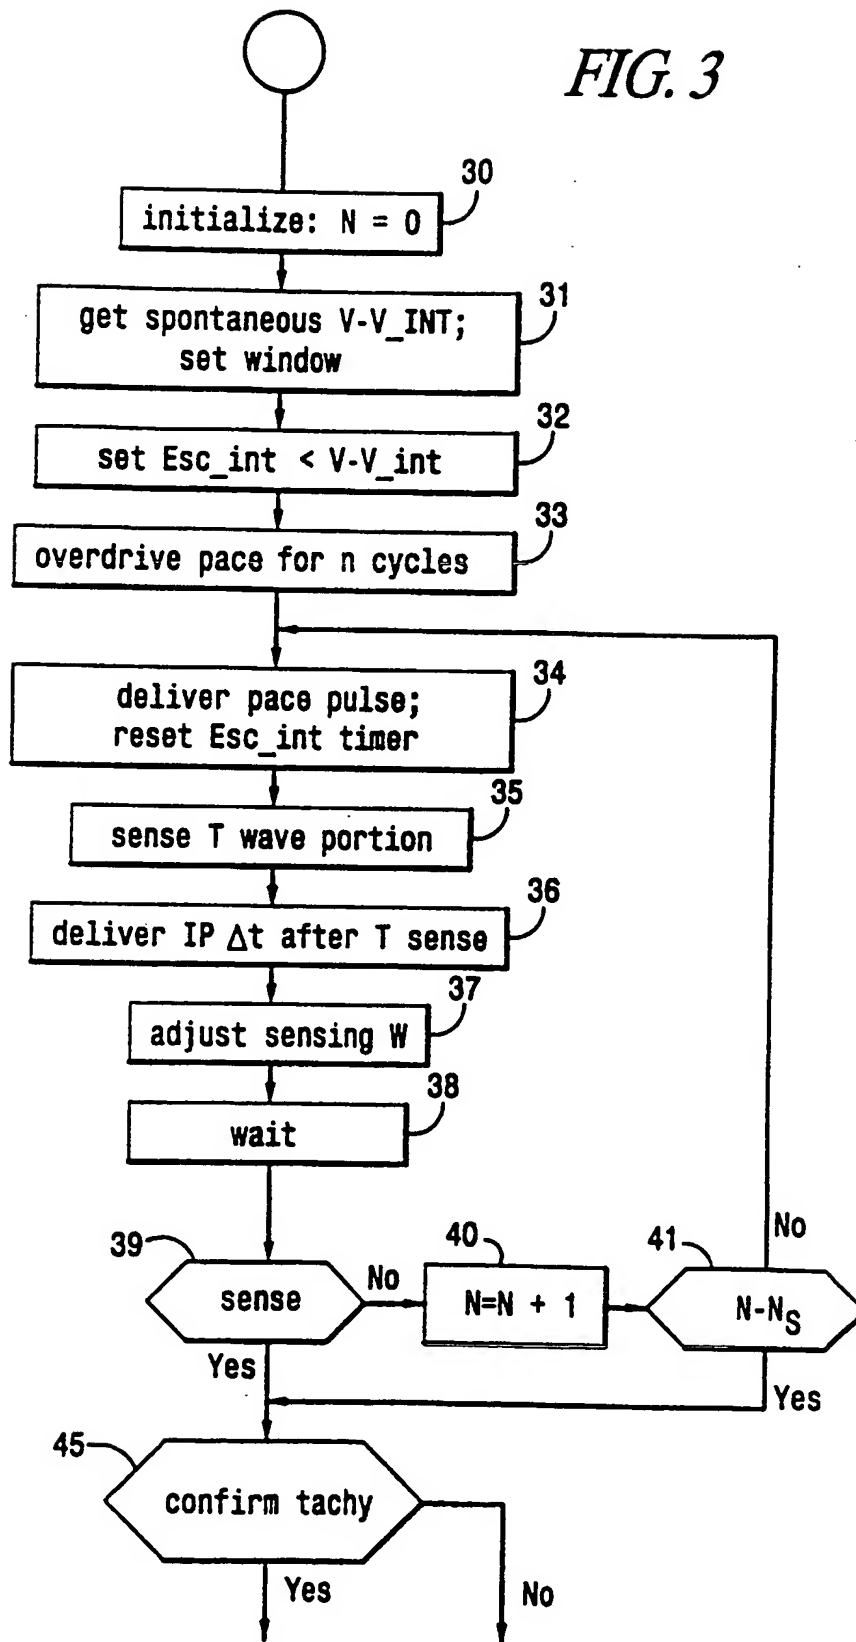 FIG. 3
30
initialize: N = 0
31
get spontaneous V-V_INT;
set window
32
set Esc_int < V-V_int
33
overdrive pace for n cycles
34
deliver pace pulse;
reset Esc_int timer
35
sense T wave portion
36
deliver IP Δt after T sense
37
adjust sensing W
38
wait
39
sense
No
40
N=N + 1
41
N-N_S
No
Yes
Yes
45
confirm tachy
Yes
No